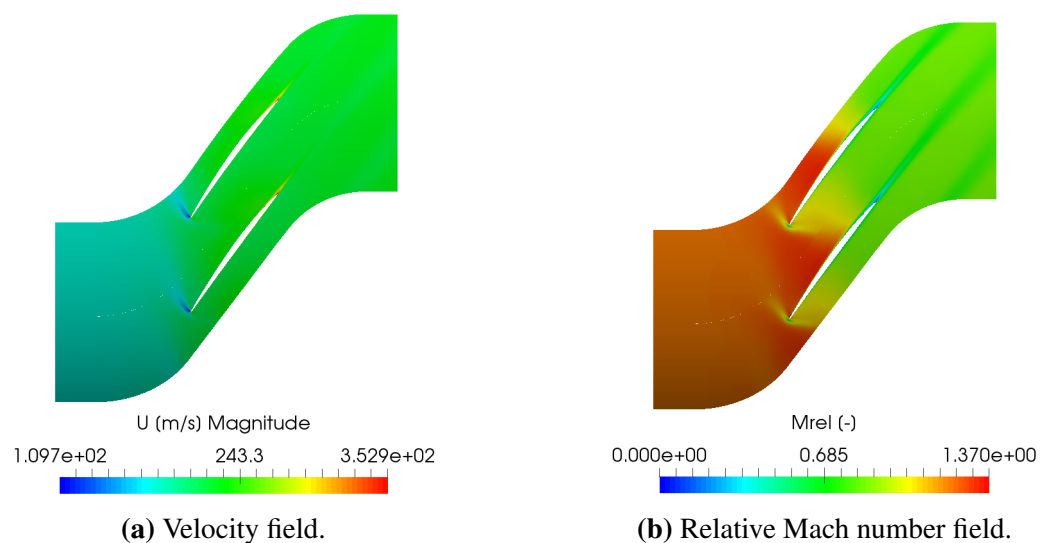 U (m/s) Magnitude
1.097e+02 243.3 3.529e+02
(a) Velocity field.
Mrel (-)
0.000e+00 0.685 1.370e+00
(b) Relative Mach number field.